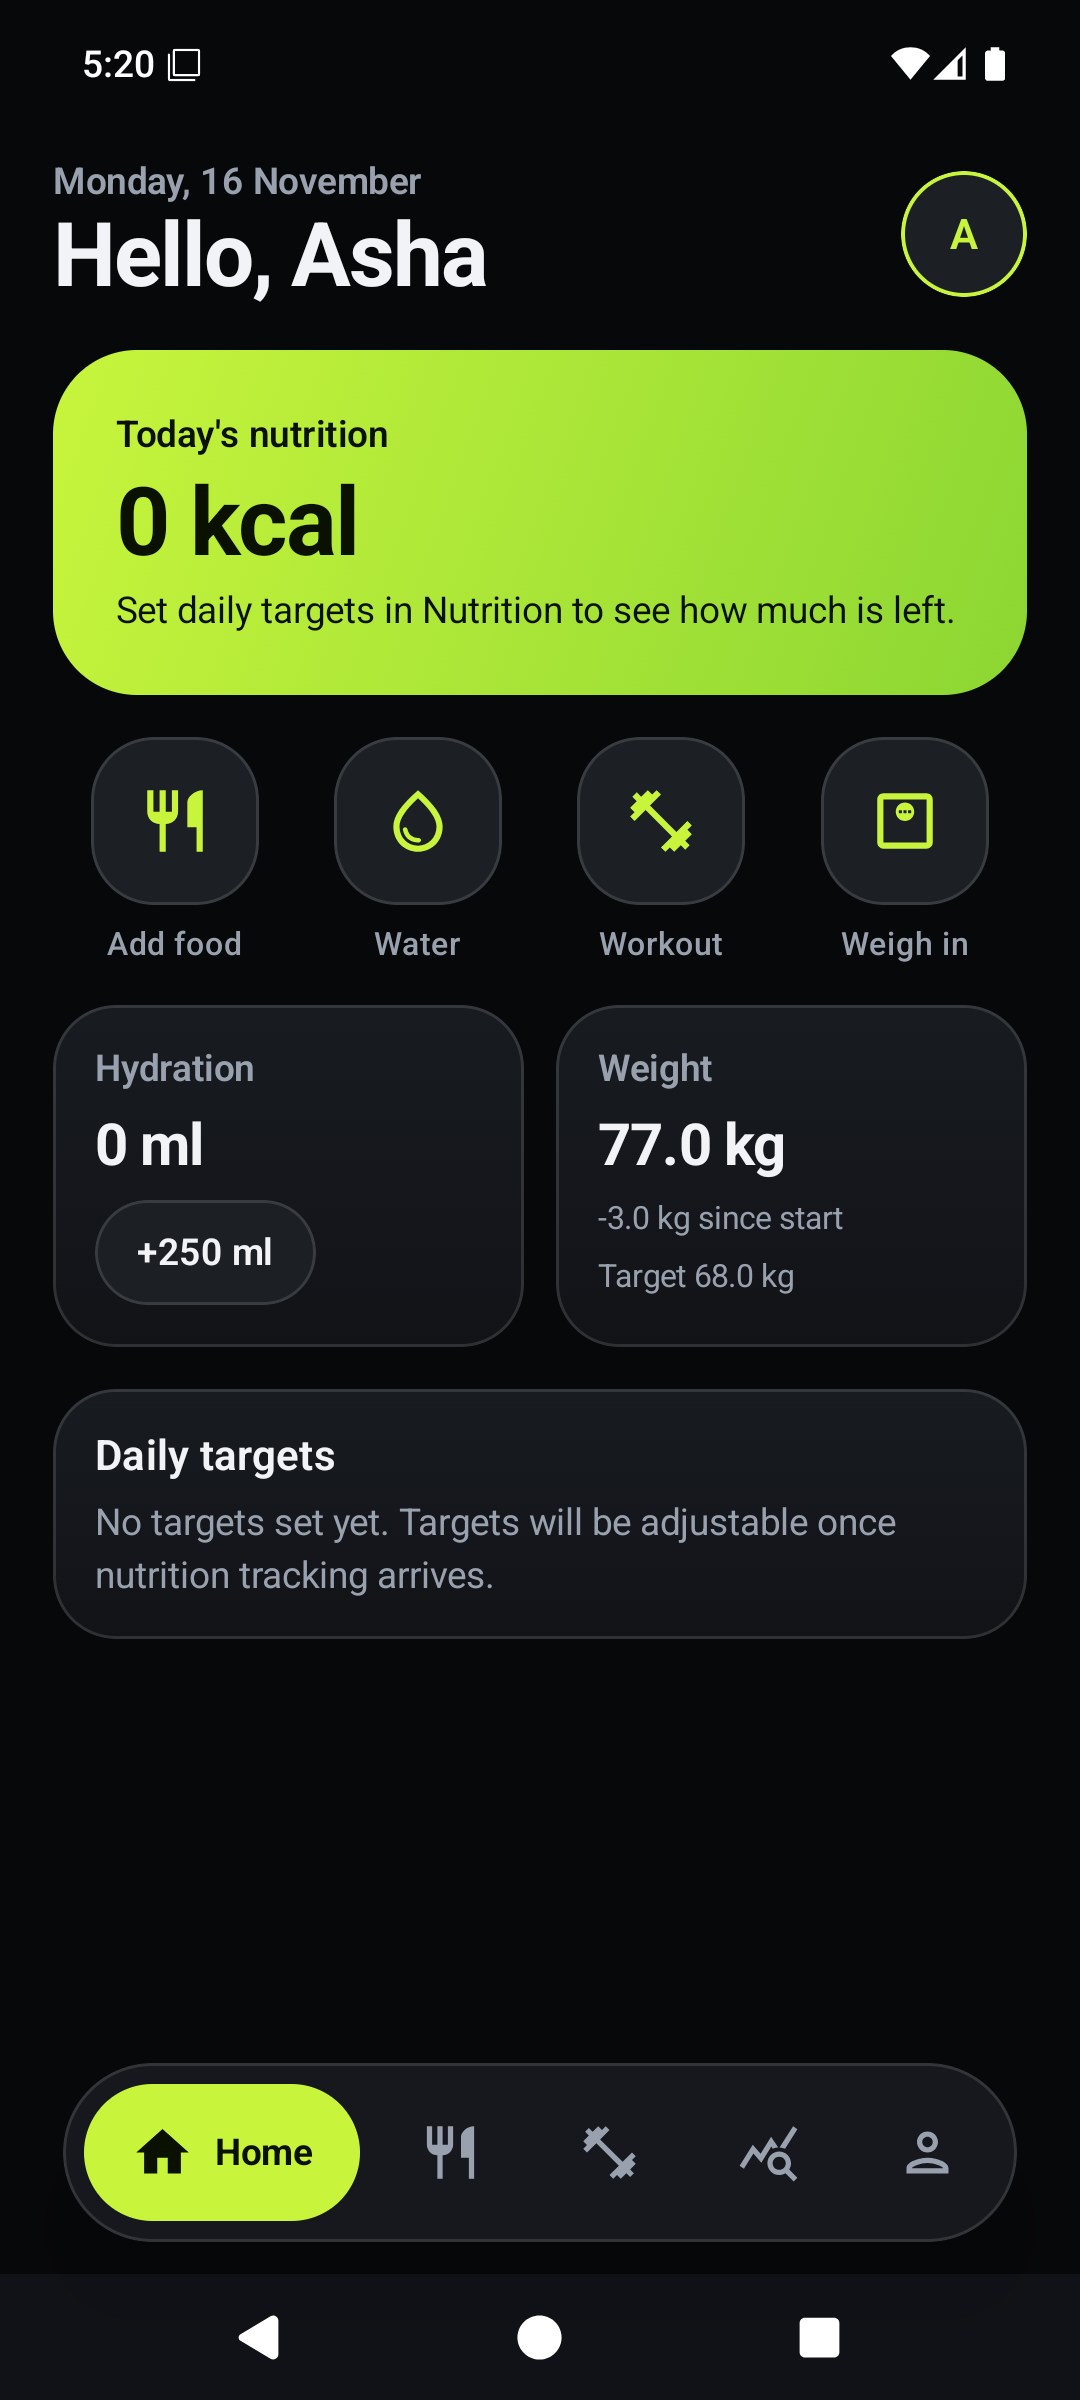 5:20
Monday, 16 November
Hello, Asha
A
Today's nutrition
0 kcal
Set daily targets in Nutrition to see how much is left.
Add food
Water
Workout
Weigh in
Hydration
0 ml
+250 ml
Weight
77.0 kg
-3.0 kg since start
Target 68.0 kg
Daily targets
No targets set yet. Targets will be adjustable once
nutrition tracking arrives.
Home